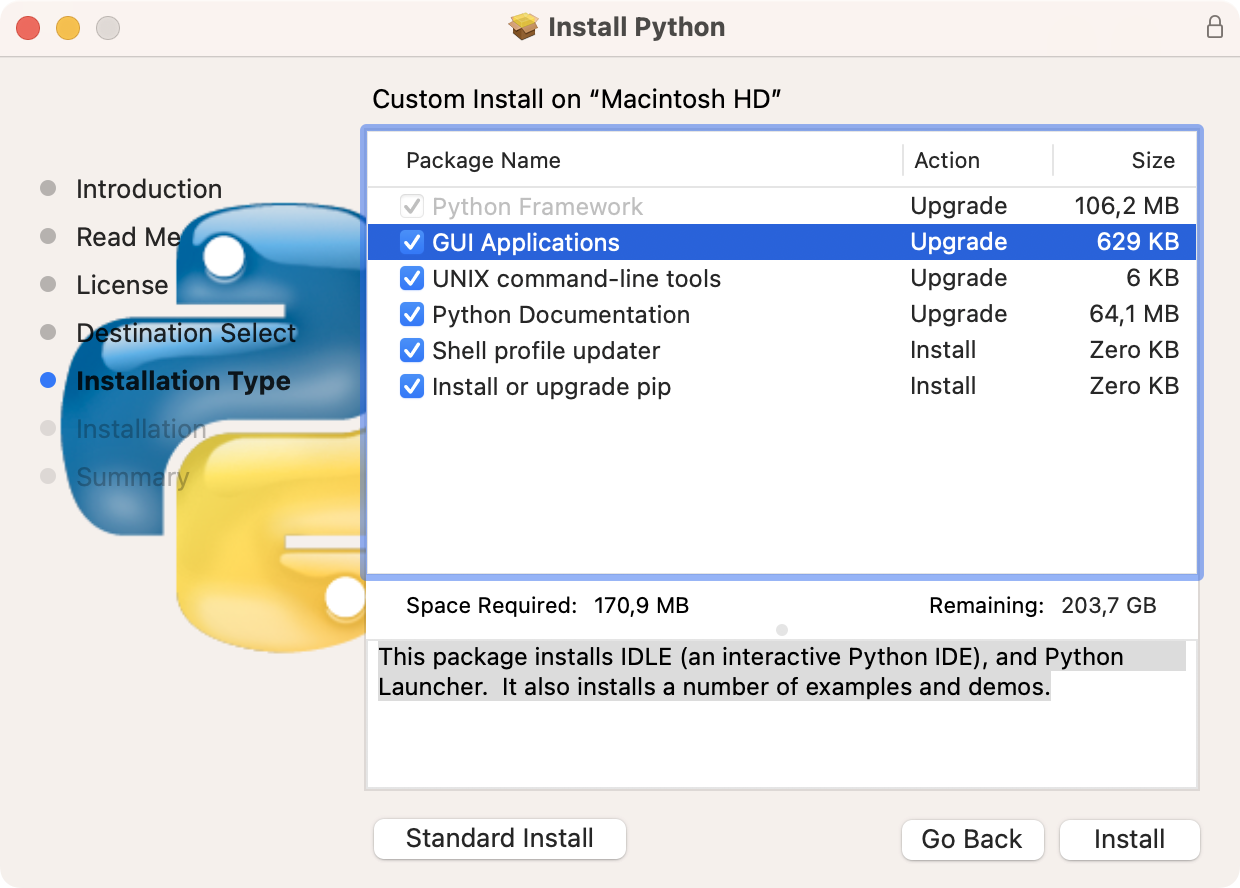 Install Python
Custom Install on “Macintosh HD”
Introduction
Read Me
License
Destination Select
Installation Type
Installation
Summary
Package Name Action Size
Python Framework Upgrade 106,2 MB
GUI Applications Upgrade 629 KB
UNIX command-line tools Upgrade 6 KB
Python Documentation Upgrade 64,1 MB
Shell profile updater Install Zero KB
Install or upgrade pip Install Zero KB
Space Required: 170,9 MB Remaining: 203,7 GB
This package installs IDLE (an interactive Python IDE), and Python
Launcher.  It also installs a number of examples and demos.
Standard Install Go Back Install